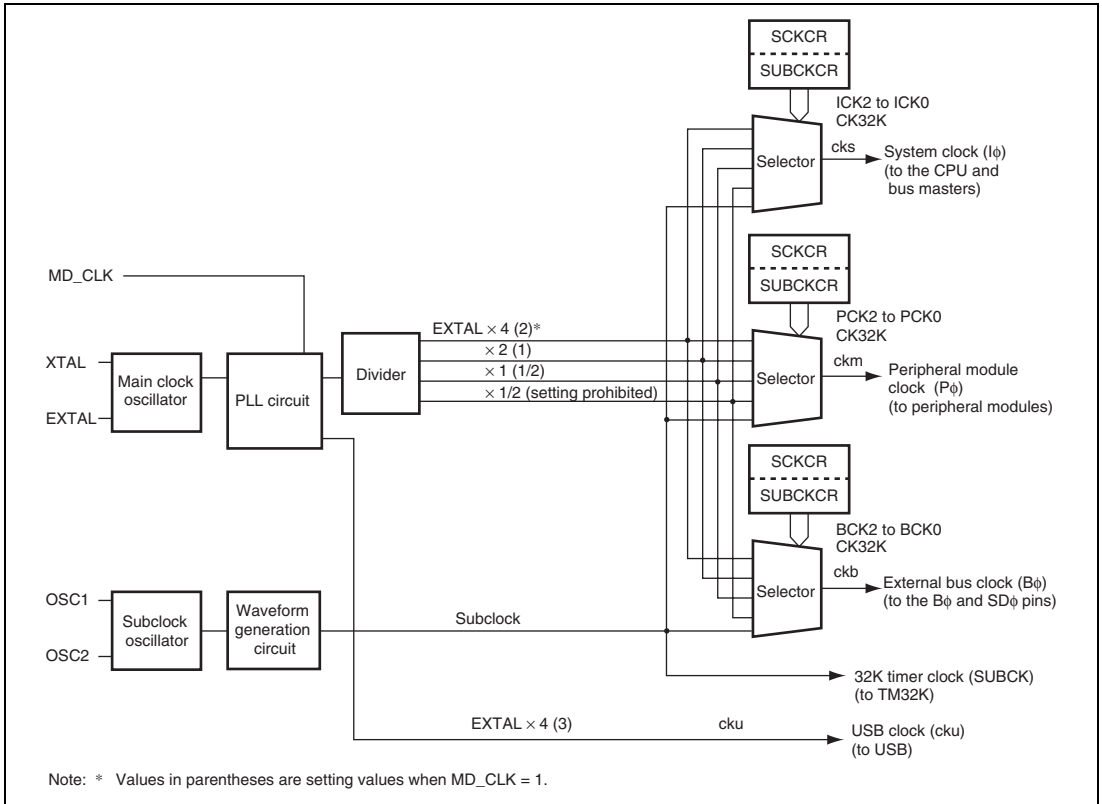 SCKCR
SUBCKCR
ICK2 to ICK0
CK32K
Selector
cks
System clock (Iϕ)
(to the CPU and
bus masters)
MD_CLK
SCKCR
SUBCKCR
PCK2 to PCK0
CK32K
XTAL
EXTAL
Main clock
oscillator
PLL circuit
Divider
EXTAL × 4 (2)*
× 2 (1)
× 1 (1/2)
× 1/2 (setting prohibited)
Selector
ckm
Peripheral module
clock (Pϕ)
(to peripheral modules)
SCKCR
SUBCKCR
BCK2 to BCK0
CK32K
Selector
ckb
External bus clock (Bϕ)
(to the Bϕ and SDϕ pins)
OSC1
OSC2
Subclock
oscillator
Waveform
generation
circuit
Subclock
32K timer clock (SUBCK)
(to TM32K)
EXTAL × 4 (3)
cku
USB clock (cku)
(to USB)
Note: * Values in parentheses are setting values when MD_CLK = 1.